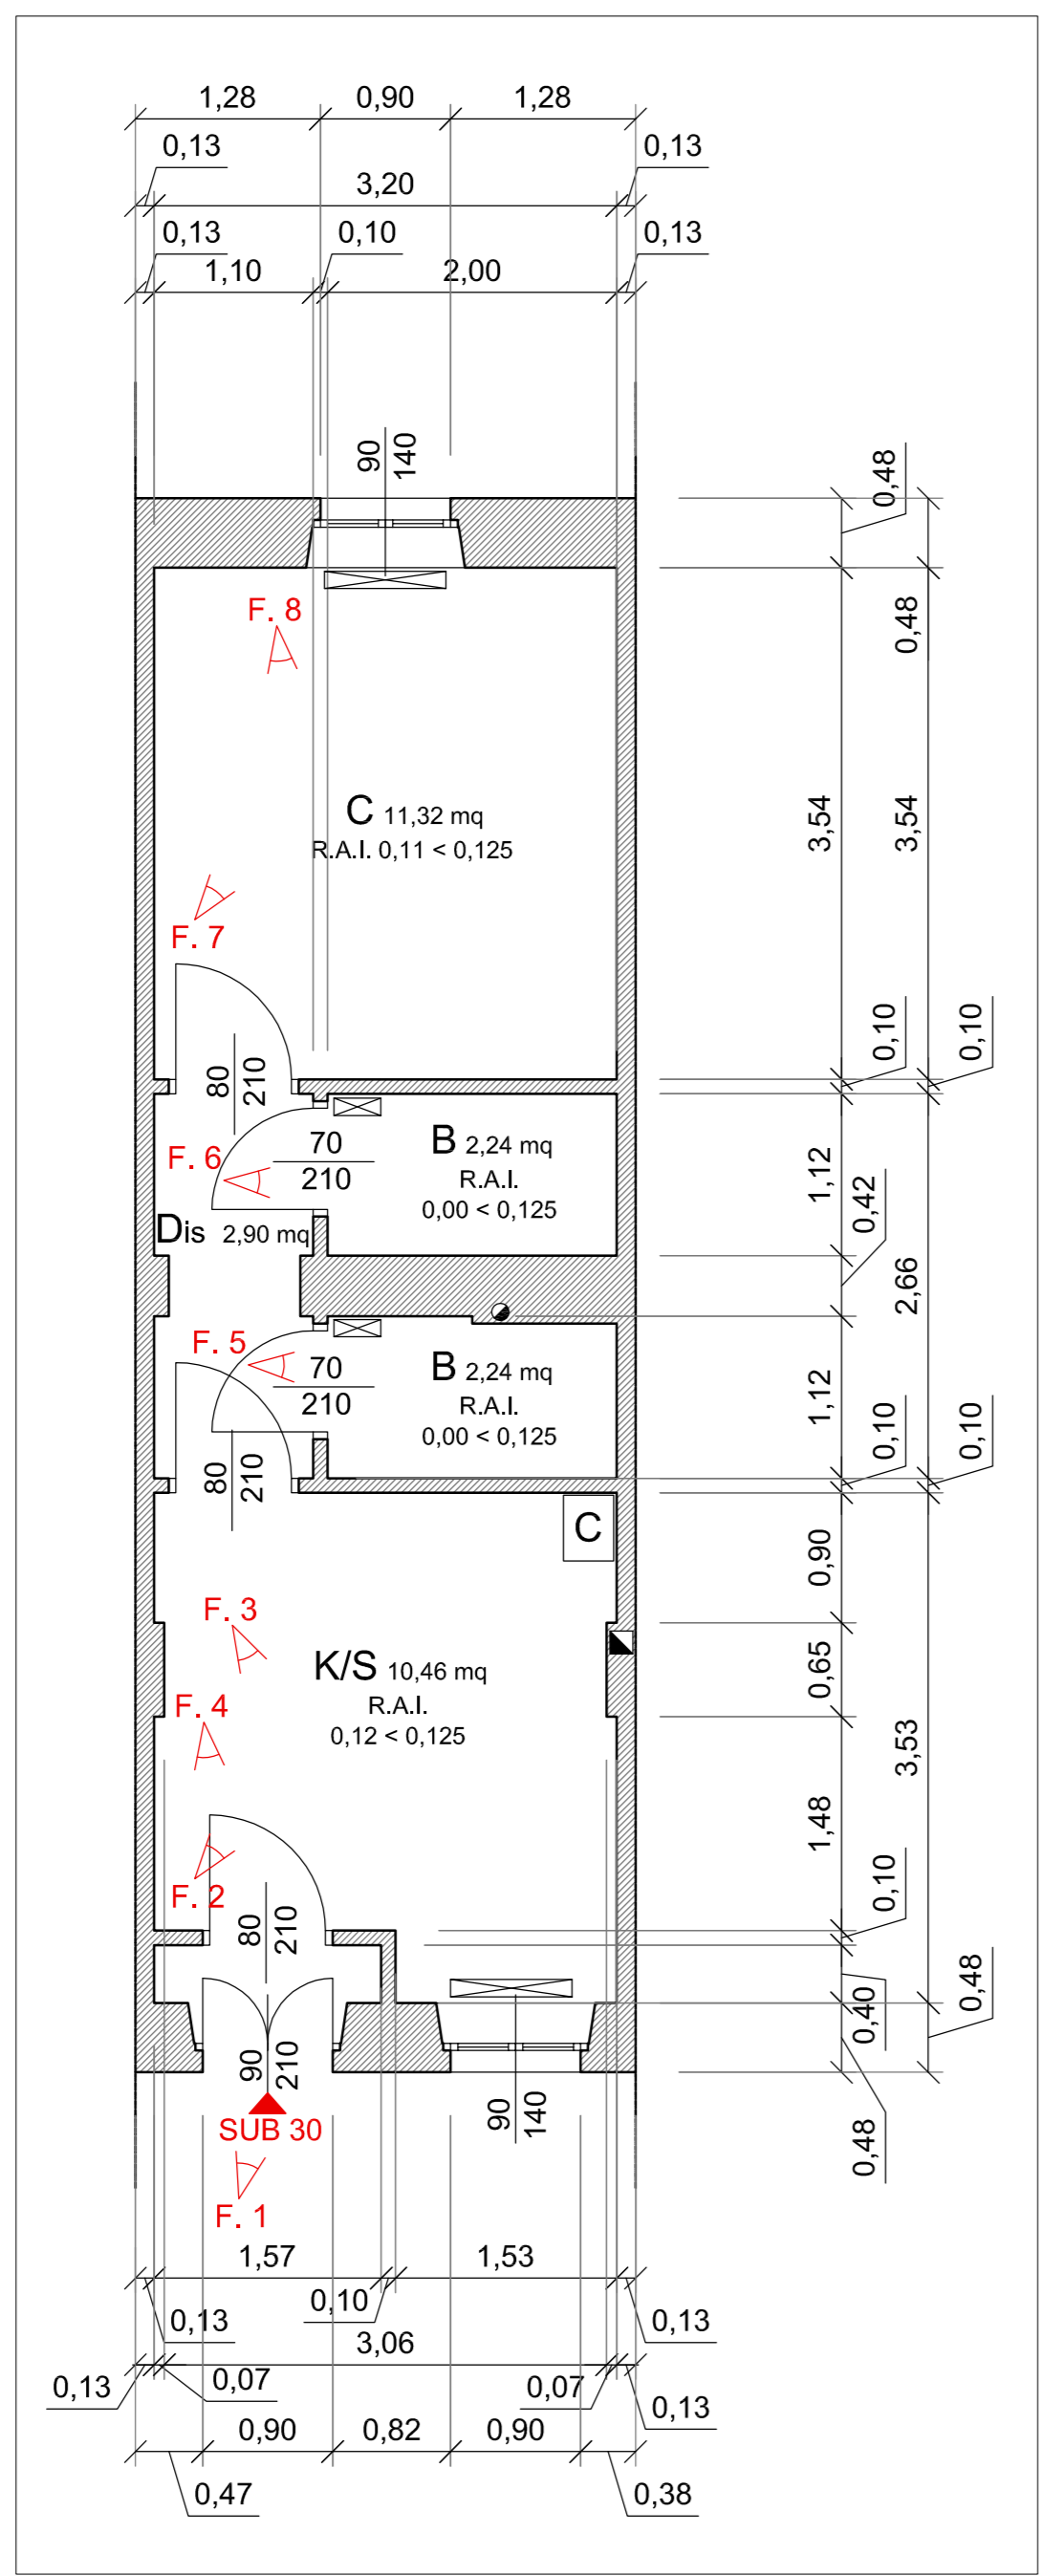 1,28 0,90 1,28
0,13 0,13
3,20
0,13 0,10 0,13
1,10 2,00
90
140
0,48
F. 8
0,48
C 11,32 mq
R.A.I. 0,11 < 0,125
3,54 3,54
F. 7
0,10 0,10
80
210
B 2,24 mq
R.A.I.
0,00 < 0,125
70
210
F. 6
1,12
0,42
Dis 2,90 mq
2,66
F. 5
B 2,24 mq
R.A.I.
0,00 < 0,125
70
210
1,12
0,10 0,10
80
210
C
0,90
F. 3
K/S 10,46 mq
R.A.I.
0,12 < 0,125
0,65
F. 4
3,53
1,48
F. 2
0,10
80
210
0,48
0,40
90
210
90
140
SUB 30
0,48
F. 1
1,57 1,53
0,10
0,13 0,13
3,06
0,13 0,07 0,07 0,13
0,90 0,82 0,90
0,47 0,38